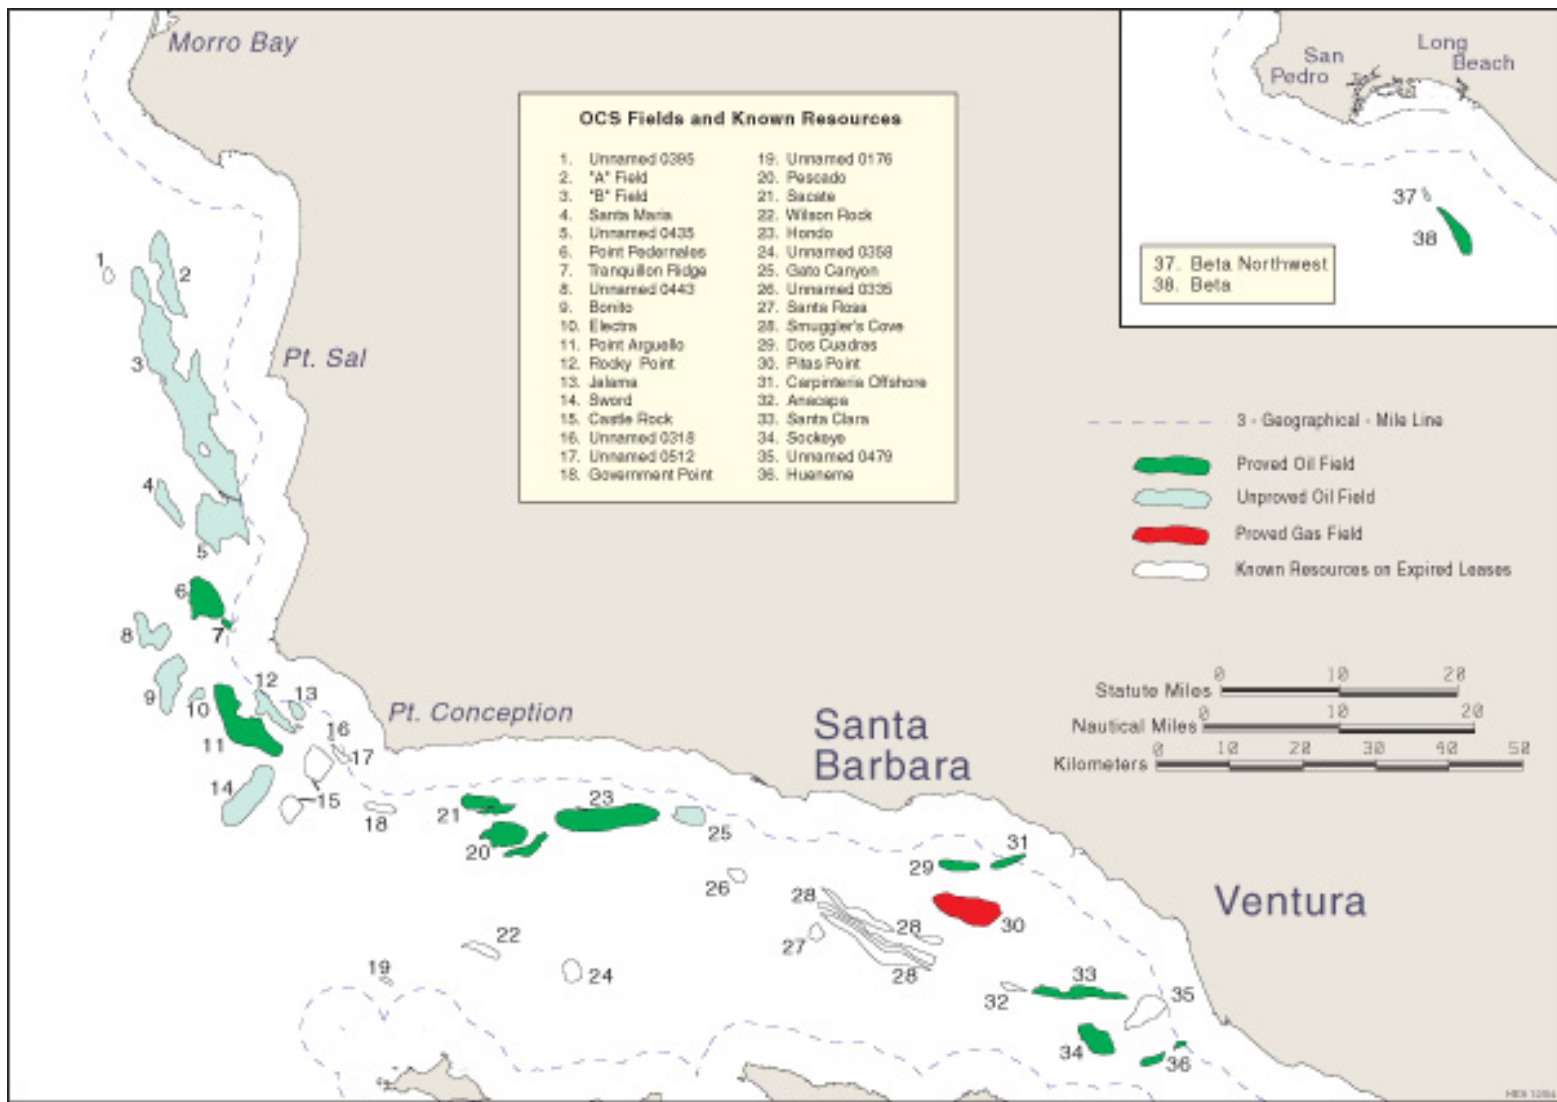 Morro Bay
San
Pedro
Long
Beach
OCS Fields and Known Resources
1. Unnamed 0395
2. "A" Field
3. "B" Field
4. Santa Maria
5. Unnamed 0435
6. Point Pedernales
7. Tranquillon Ridge
8. Unnamed 0443
9. Bonito
10. Electra
11. Point Arguello
12. Rocky Point
13. Jalama
14. Sword
15. Castle Rock
16. Unnamed 0318
17. Unnamed 0512
18. Government Point
19. Unnamed 0176
20. Pescado
21. Sacate
22. Wilson Rock
23. Hondo
24. Unnamed 0358
25. Gato Canyon
26. Unnamed 0335
27. Santa Rosa
28. Smuggler's Cove
29. Dos Cuadras
30. Pitas Point
31. Carpinteria Offshore
32. Anacapa
33. Santa Clara
34. Sockeye
35. Unnamed 0479
36. Hueneme
37
38
37. Beta Northwest
38. Beta
1
2
3
Pt. Sal
3 - Geographical - Mile Line
Proved Oil Field
Unproved Oil Field
Proved Gas Field
Known Resources on Expired Leases
4
5
6
7
8
9
10
11
12
13
14
15
16
17
18
Pt. Conception
Santa
Barbara
Statute Miles 0 10 20
Nautical Miles 0 10 20
Kilometers 0 10 20 30 40 50
21
20
23
25
26
29
31
30
Ventura
28
28
28
27
22
19
24
32
33
35
34
36